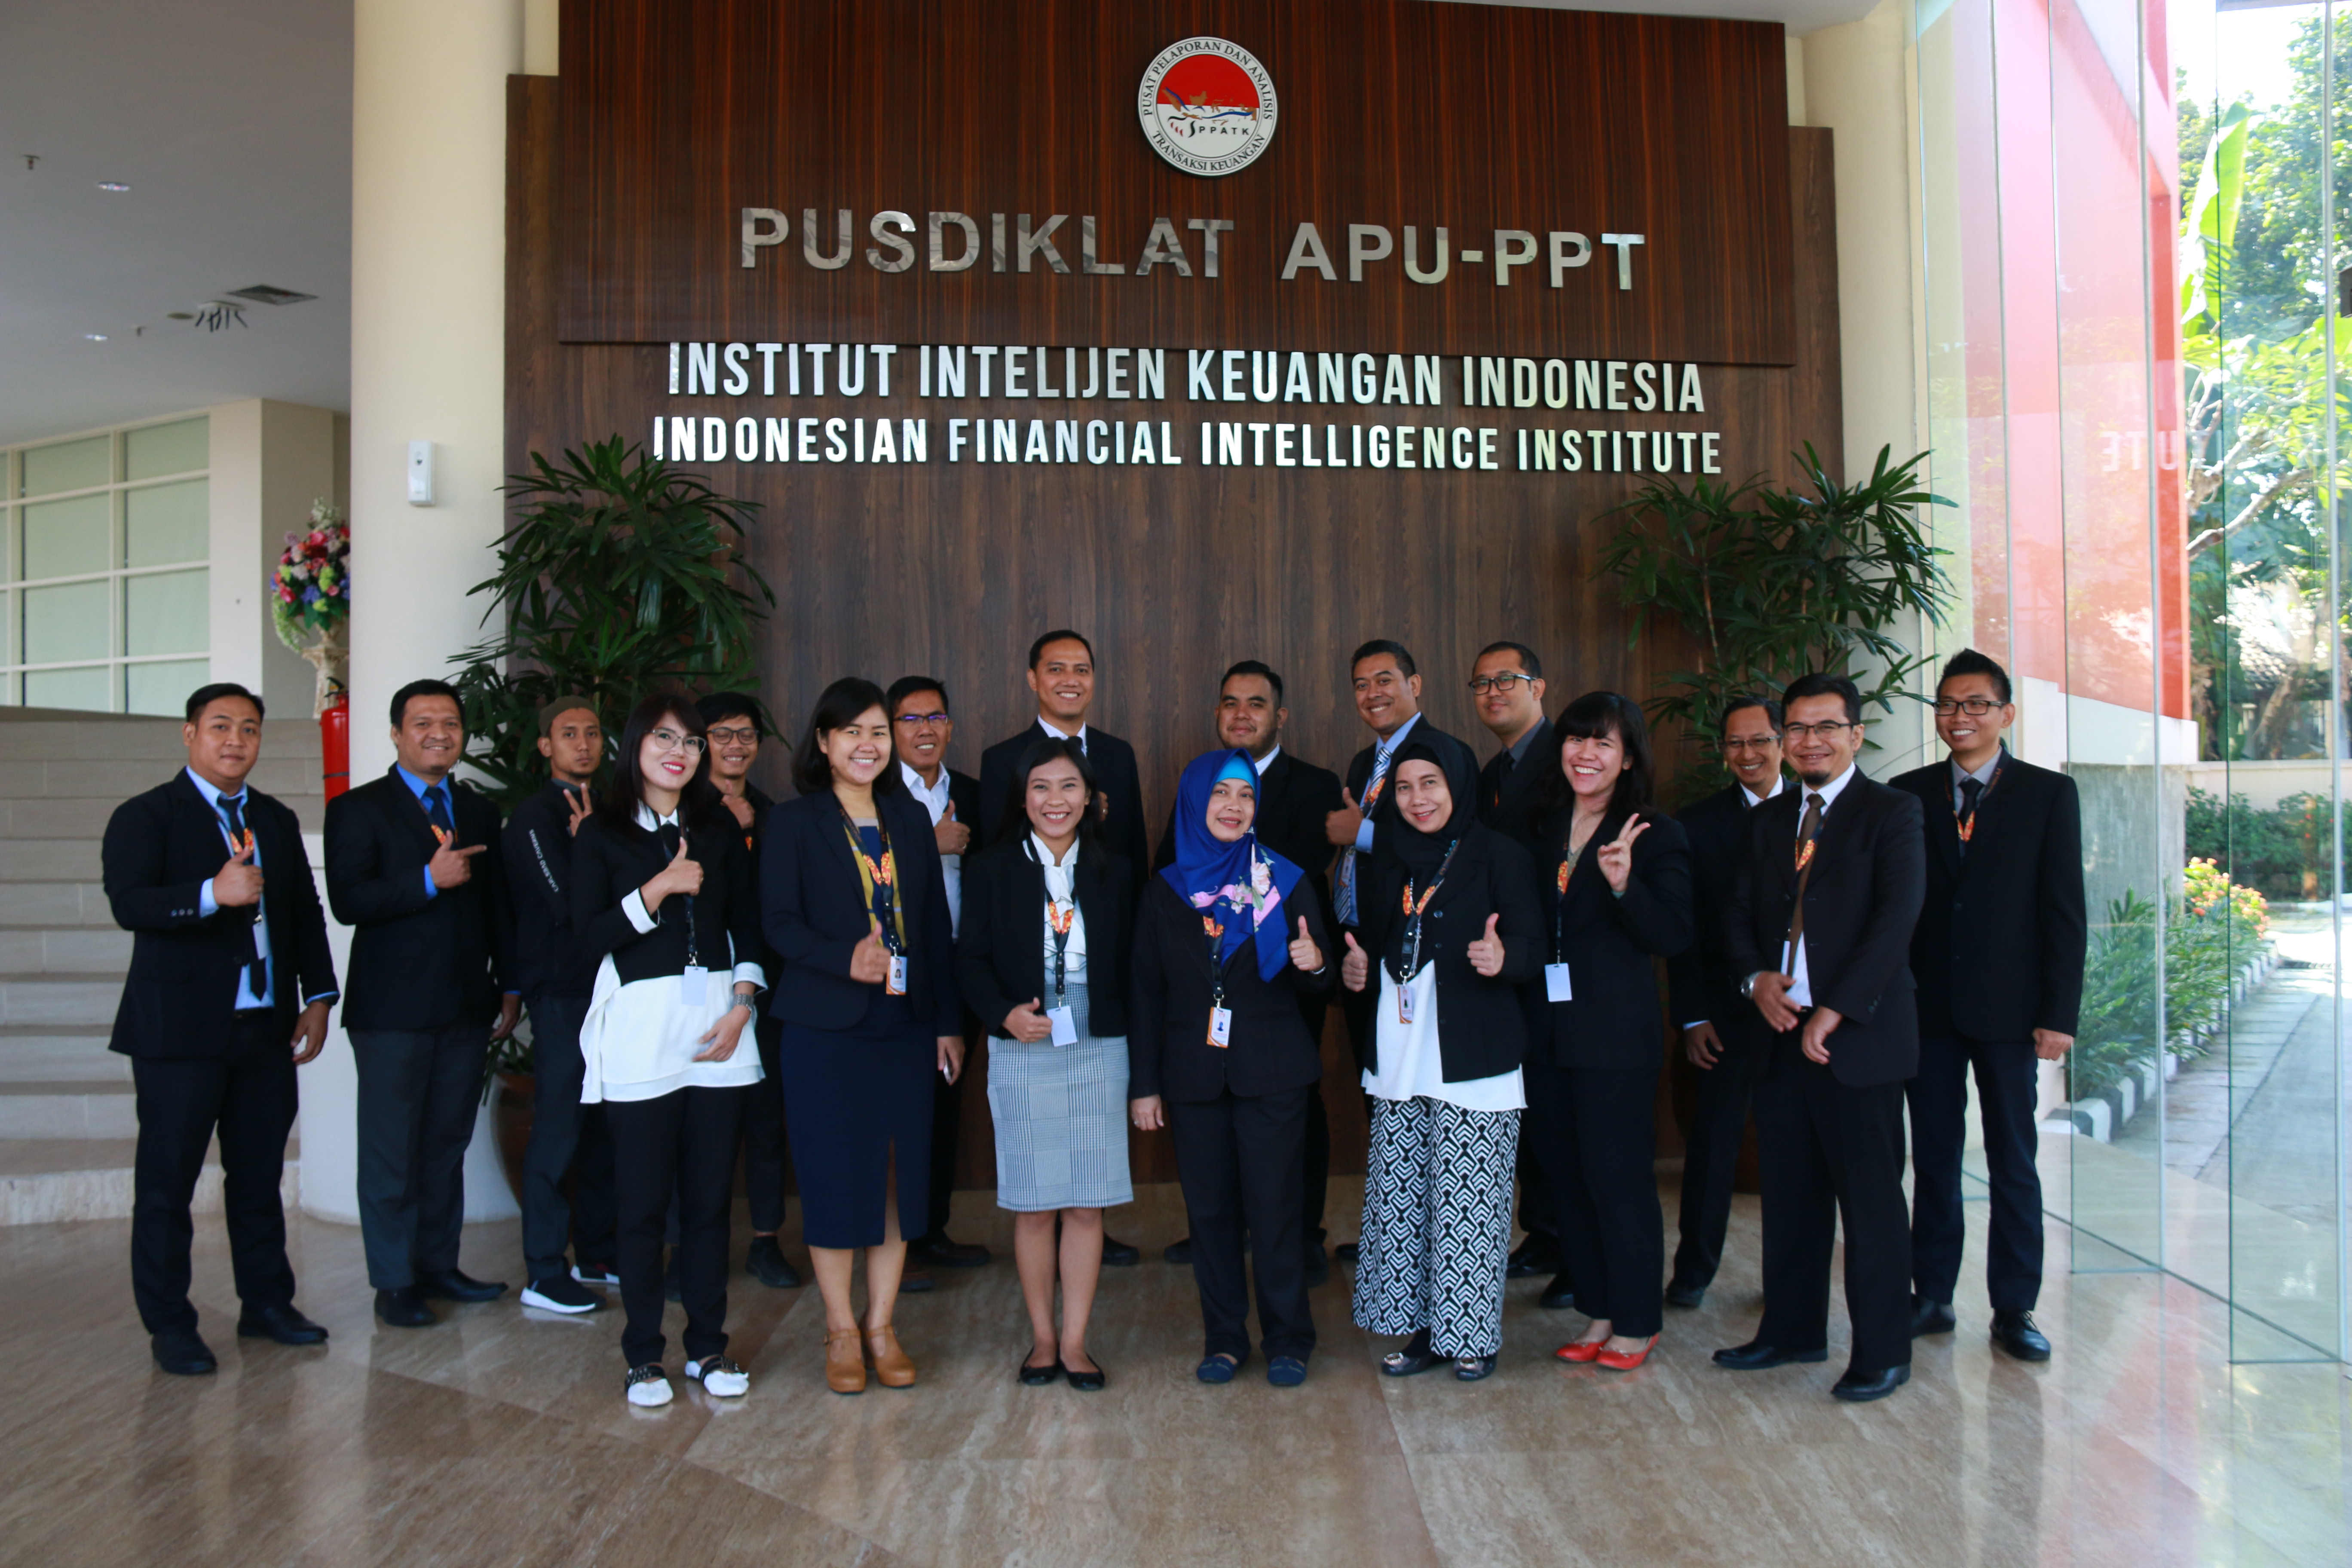 PUSAT PELAPORAN DAN ANALISIS
PPATK
TRANSAKSI KEUANGAN
PUSDIKLAT APU-PPT
INSTITUT INTELIJEN KEUANGAN INDONESIA
INDONESIAN FINANCIAL INTELLIGENCE INSTITUTE